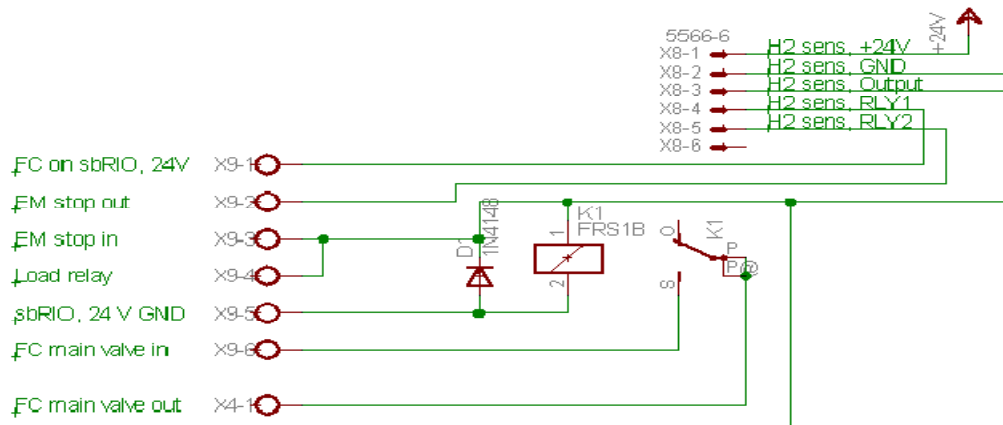 +24V
5566-6
X8-1 H2 sens, +24V
X8-2 H2 sens, GND
X8-3 H2 sens, Output
X8-4 H2 sens, RLY1
X8-5 H2 sens, RLY2
X8-6
FC on sbRIO, 24V X9-1
EM stop out X9-2
EM stop in X9-3
Load relay X9-4
sbRIO, 24 V GND X9-5
FC main valve in X9-6
FC main valve out X4-1
D1
1N4148
1
2
K1
FRS1B
O
S
K1
P
P@